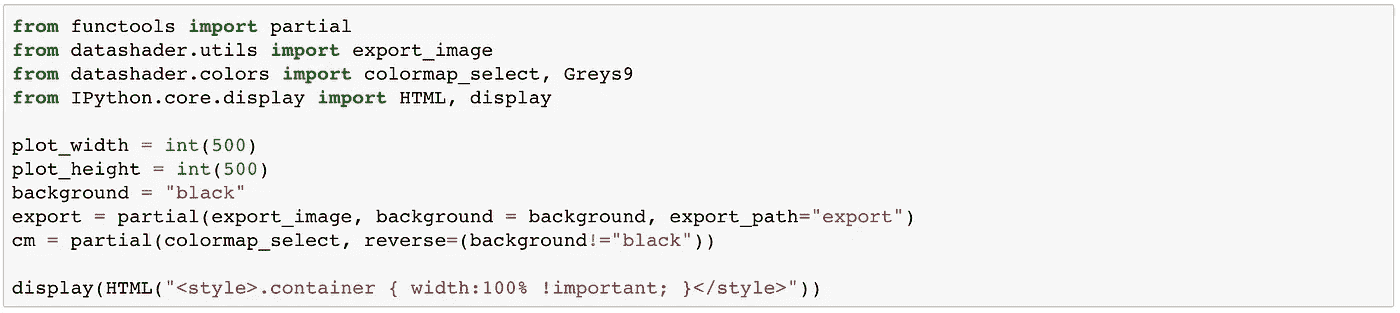 from functools import partial
from datashader.utils import export_image
from datashader.colors import colormap_select, Greys9
from IPython.core.display import HTML, display
plot_width = int(500)
plot_height = int(500)
background = "black"
export = partial(export_image, background = background, export_path="export")
cm = partial(colormap_select, reverse=(background!="black"))
display(HTML("<style>.container { width:100% !important; }</style>"))